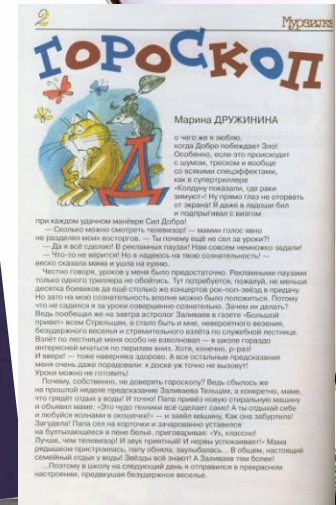 2
Мурзилка
ГОРОСКОП
Марина ДРУЖИНИНА
о чего же я люблю,
когда Добро побеждает Зло!
Особенно, если это происходит
с шумом, треском и вообще
со всякими спецэффектами,
как в супертриллере
«Колдуну показали, где раки
зимуют»! Ну прямо глаз не оторвать
от экрана! Я даже в ладоши бил
и подпрыгивал с визгом
при каждом удачном манёвре Сил Добра!
— Сколько можно смотреть телевизор! — мамин голос явно
не разделял моих восторгов. — Ты почему ещё не сел за уроки?!
— Да я всё сделаю! В рекламных паузах! Нам совсем немножко задали!
— Что-то не верится! Но я надеюсь на твою сознательность! —
веско сказала мама и ушла на кухню.
Честно говоря, уроков у меня было предостаточно. Рекламными паузами
только одного триллера не обойтись. Тут потребуется, пожалуй, не меньше
десятка боевиков да ещё столько же концертов рок-поп-звёзд в придачу.
Но зато на мою сознательность вполне можно было положиться. Потому
что не садился я за уроки совершенно сознательно. Зачем их делать?
Ведь пообещал же на завтра астролог Заливаев в газете «Большой
привет» всем Стрельцам, а стало быть и мне, невероятного везения,
безудержного веселья и стремительного взлёта по служебной лестнице.
Взлёт по лестнице меня особо не взволновал — в школе гораздо
интересней мчаться по перилам вниз. Хотя, конечно, р-раз!
И вверх! — тоже наверняка здорово. А все остальные предсказания
меня очень даже порадовали: к доске уж точно не вызовут!
Уроки можно не готовить!
Почему, собственно, не доверять гороскопу? Ведь сбылось же
на прошлой неделе предсказание Заливаева Тельцам, а конкретно, маме,
что грядёт отдых у воды! И точно! Папа привёз новую стиральную машину
и объявил маме: «Это чудо техники всё сделает само! А ты отдыхай себе
и любуйся волнами в окошечке!» — и завёл машину. Как она забурлила!
Загудела! Папа сел на корточки и зачарованно уставился
на бултыхающееся в пене бельё, приговаривая: «Ух, классно!
Лучше, чем телевизор! И звук приятный! И нервы успокаивает!» Мама
рядышком пристроилась, папу обняла, заулыбалась... В общем, настоящий
семейный отдых у воды! Звёзды всё знают! А Заливаев тем более!
...Поэтому в школу на следующий день я отправился в прекрасном
настроении, предвкушая безудержное веселье.